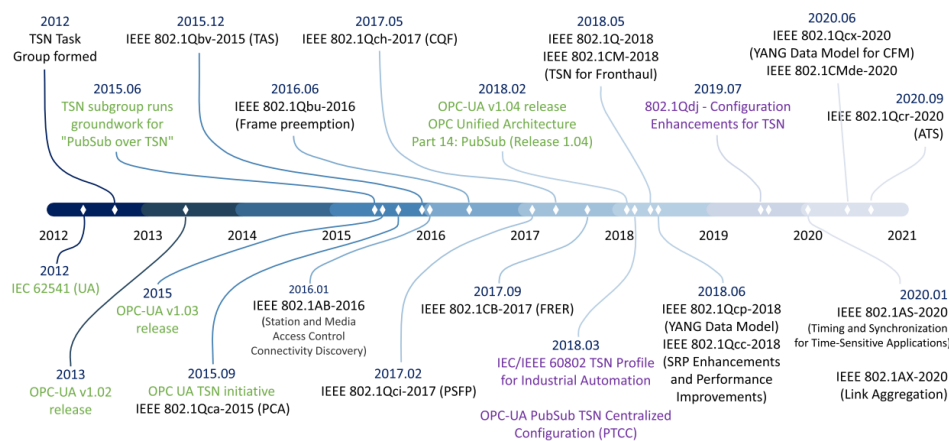 2012
TSN Task
Group formed
2015.12
IEEE 802.1Qbv-2015 (TAS)
2017.05
IEEE 802.1Qch-2017 (CQF)
2018.05
IEEE 802.1Q-2018
IEEE 802.1CM-2018
(TSN for Fronthaul)
2020.06
IEEE 802.1Qcx-2020
(YANG Data Model for CFM)
IEEE 802.1CMde-2020
2015.06
TSN subgroup runs
groundwork for
"PubSub over TSN"
2016.06
IEEE 802.1Qbu-2016
(Frame preemption)
2018.02
OPC-UA v1.04 release
OPC Unified Architecture
Part 14: PubSub (Release 1.04)
2019.07
802.1Qdj - Configuration
Enhancements for TSN
2020.09
IEEE 802.1Qcr-2020
(ATS)
2012
2013
2014
2015
2016
2017
2018
2019
2020
2021
2012
IEC 62541 (UA)
2013
OPC-UA v1.02
release
2015
OPC-UA v1.03
release
2015.09
OPC UA TSN initiative
IEEE 802.1Qca-2015 (PCA)
2016.01
IEEE 802.1AB-2016
(Station and Media
Access Control
Connectivity Discovery)
2017.02
IEEE 802.1Qci-2017 (PSFP)
2017.09
IEEE 802.1CB-2017 (FRER)
2018.03
IEC/IEEE 60802 TSN Profile
for Industrial Automation
OPC-UA PubSub TSN Centralized
Configuration (PTCC)
2018.06
IEEE 802.1Qcp-2018
(YANG Data Model)
IEEE 802.1Qcc-2018
(SRP Enhancements
and Performance
Improvements)
2020.01
IEEE 802.1AS-2020
(Timing and Synchronization
for Time-Sensitive Applications)
IEEE 802.1AX-2020
(Link Aggregation)